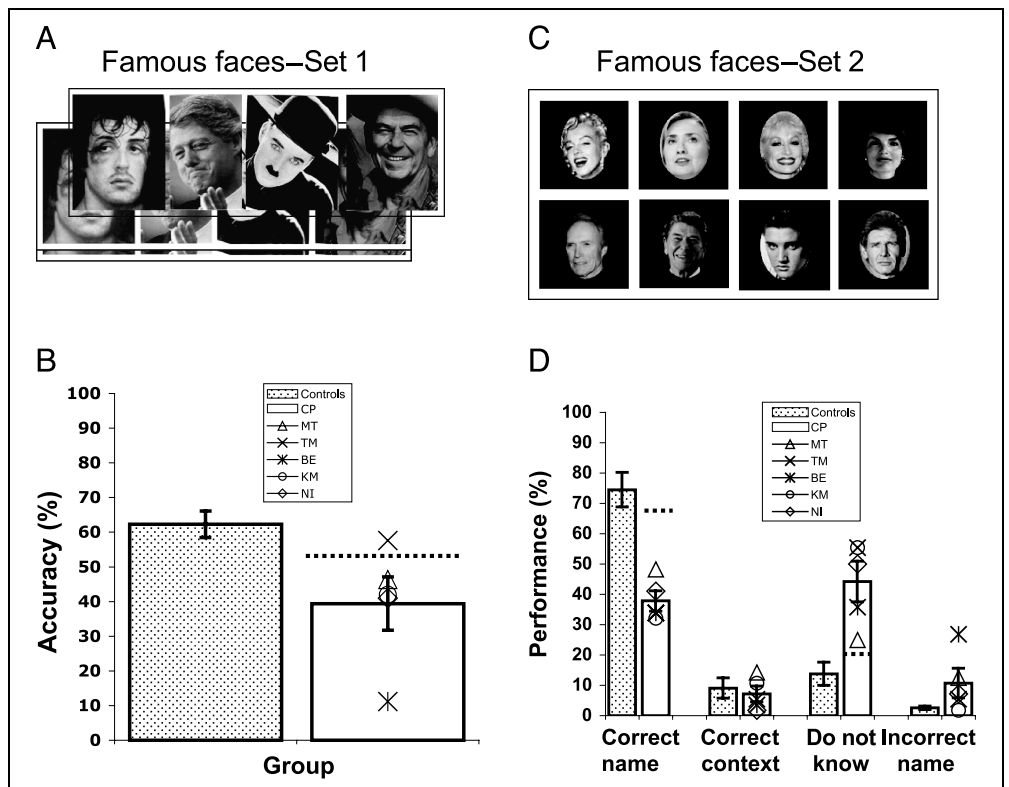 A
Famous faces–Set 1
C
Famous faces–Set 2
B
Accuracy (%)
100
90
80
70
60
50
40
30
20
10
0
Controls
CP
MT
TM
BE
KM
NI
Group
D
Performance (%)
100
90
80
70
60
50
40
30
20
10
0
Controls
CP
MT
TM
BE
KM
NI
Correct name
Correct context
Do not know
Incorrect name